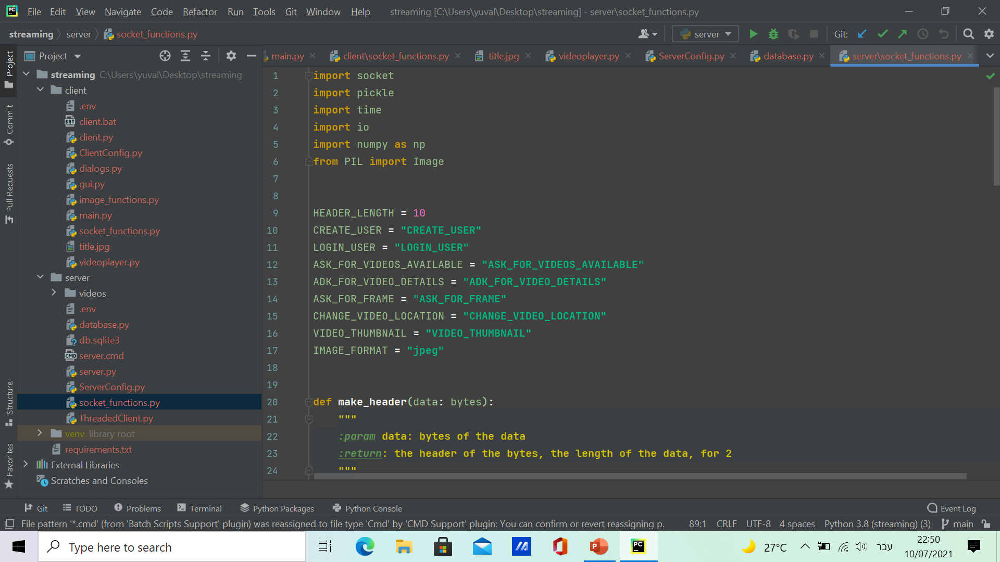 PC File Edit View Navigate Code Refactor Run Tools Git Window Help streaming [C:\Users\yuval\Desktop\streaming] - server\socket_functions.py
streaming server socket_functions.py server Git:
Project
main.py client\socket_functions.py title.jpg videoplayer.py ServerConfig.py database.py server\socket_functions.py
Project
Commit
Pull Requests
Structure
Favorites
streaming C:\Users\yuval\Desktop\streaming
client
.env
BAT client.bat
client.py
ClientConfig.py
dialogs.py
gui.py
image_functions.py
main.py
socket_functions.py
title.jpg
videoplayer.py
server
videos
.env
database.py
db.sqlite3
CMD server.cmd
server.py
ServerConfig.py
socket_functions.py
ThreadedClient.py
venv library root
requirements.txt
External Libraries
Scratches and Consoles
1 import socket
2 import pickle
3 import time
4 import io
5 import numpy as np
6 from PIL import Image
7
8
9 HEADER_LENGTH = 10
10 CREATE_USER = "CREATE_USER"
11 LOGIN_USER = "LOGIN_USER"
12 ASK_FOR_VIDEOS_AVAILABLE = "ASK_FOR_VIDEOS_AVAILABLE"
13 ADK_FOR_VIDEO_DETAILS = "ADK_FOR_VIDEO_DETAILS"
14 ASK_FOR_FRAME = "ASK_FOR_FRAME"
15 CHANGE_VIDEO_LOCATION = "CHANGE_VIDEO_LOCATION"
16 VIDEO_THUMBNAIL = "VIDEO_THUMBNAIL"
17 IMAGE_FORMAT = "jpeg"
18
19
20 def make_header(data: bytes):
21 """
22 :param data: bytes of the data
23 :return: the header of the bytes, the length of the data, for 2
24 """
Git TODO Problems Terminal Python Packages Python Console Event Log
File pattern '*.cmd' (from 'Batch Scripts Support' plugin) was reassigned to file type 'Cmd' by 'CMD Support' plugin: You can confirm or revert reassigning p. 89:1 CRLF UTF-8 4 spaces Python 3.8 (streaming) (3) main
Type here to search 27°C עבר 22:50
10/07/2021